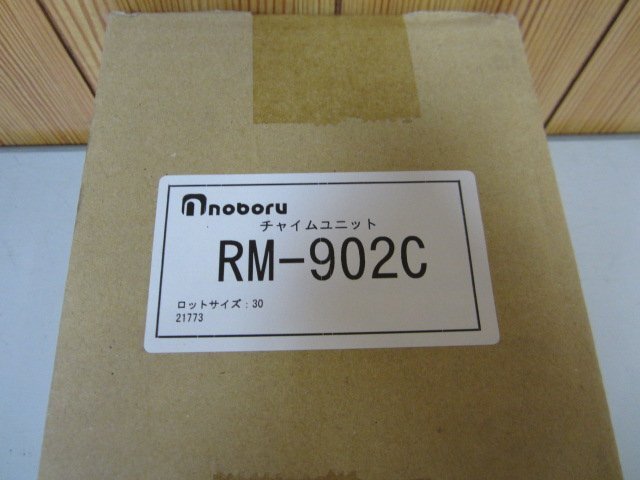 noboru
チャイムユニット
RM-902C
ロットサイズ:30
21773